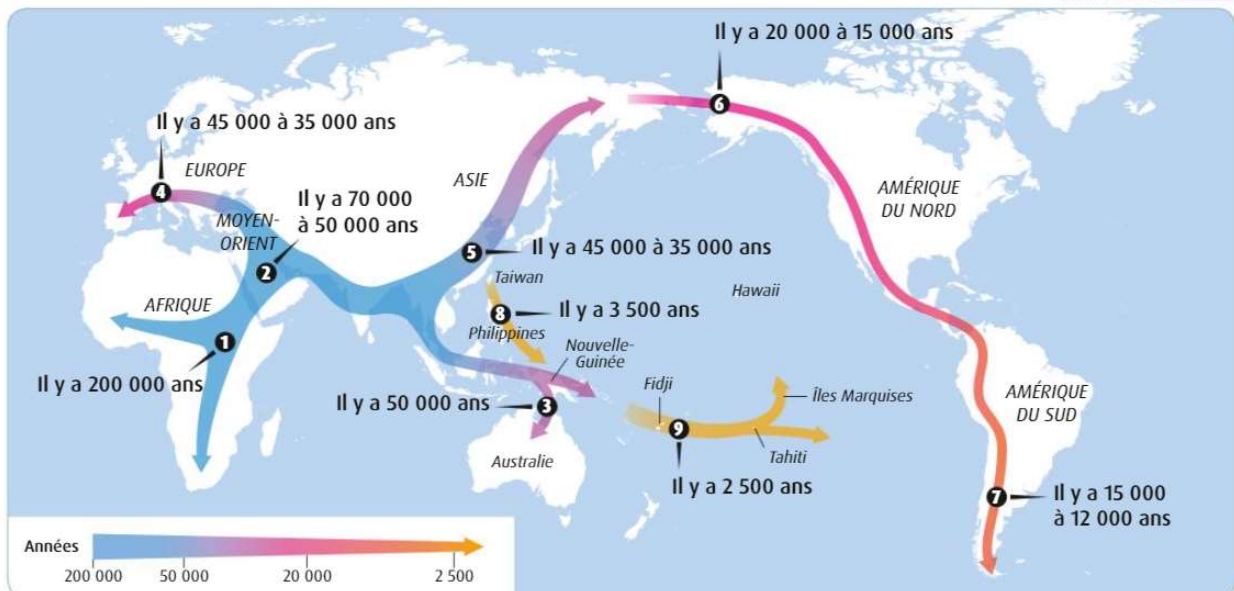 Il y a 20 000 à 15 000 ans
6
Il y a 45 000 à 35 000 ans
EUROPE
4
ASIE
Il y a 70 000
à 50 000 ans
MOYEN-
ORIENT
2
AMÉRIQUE
DU NORD
5
Il y a 45 000 à 35 000 ans
Taiwan
Hawaï
AFRIQUE
8
Il y a 3 500 ans
Philippines
1
Nouvelle-
Guinée
Il y a 200 000 ans
Il y a 50 000 ans
3
Fidji
Îles Marquises
AMÉRIQUE
DU SUD
9
Tahiti
Australie
Il y a 2 500 ans
7
Il y a 15 000
à 12 000 ans
Années
200 000
50 000
20 000
2 500